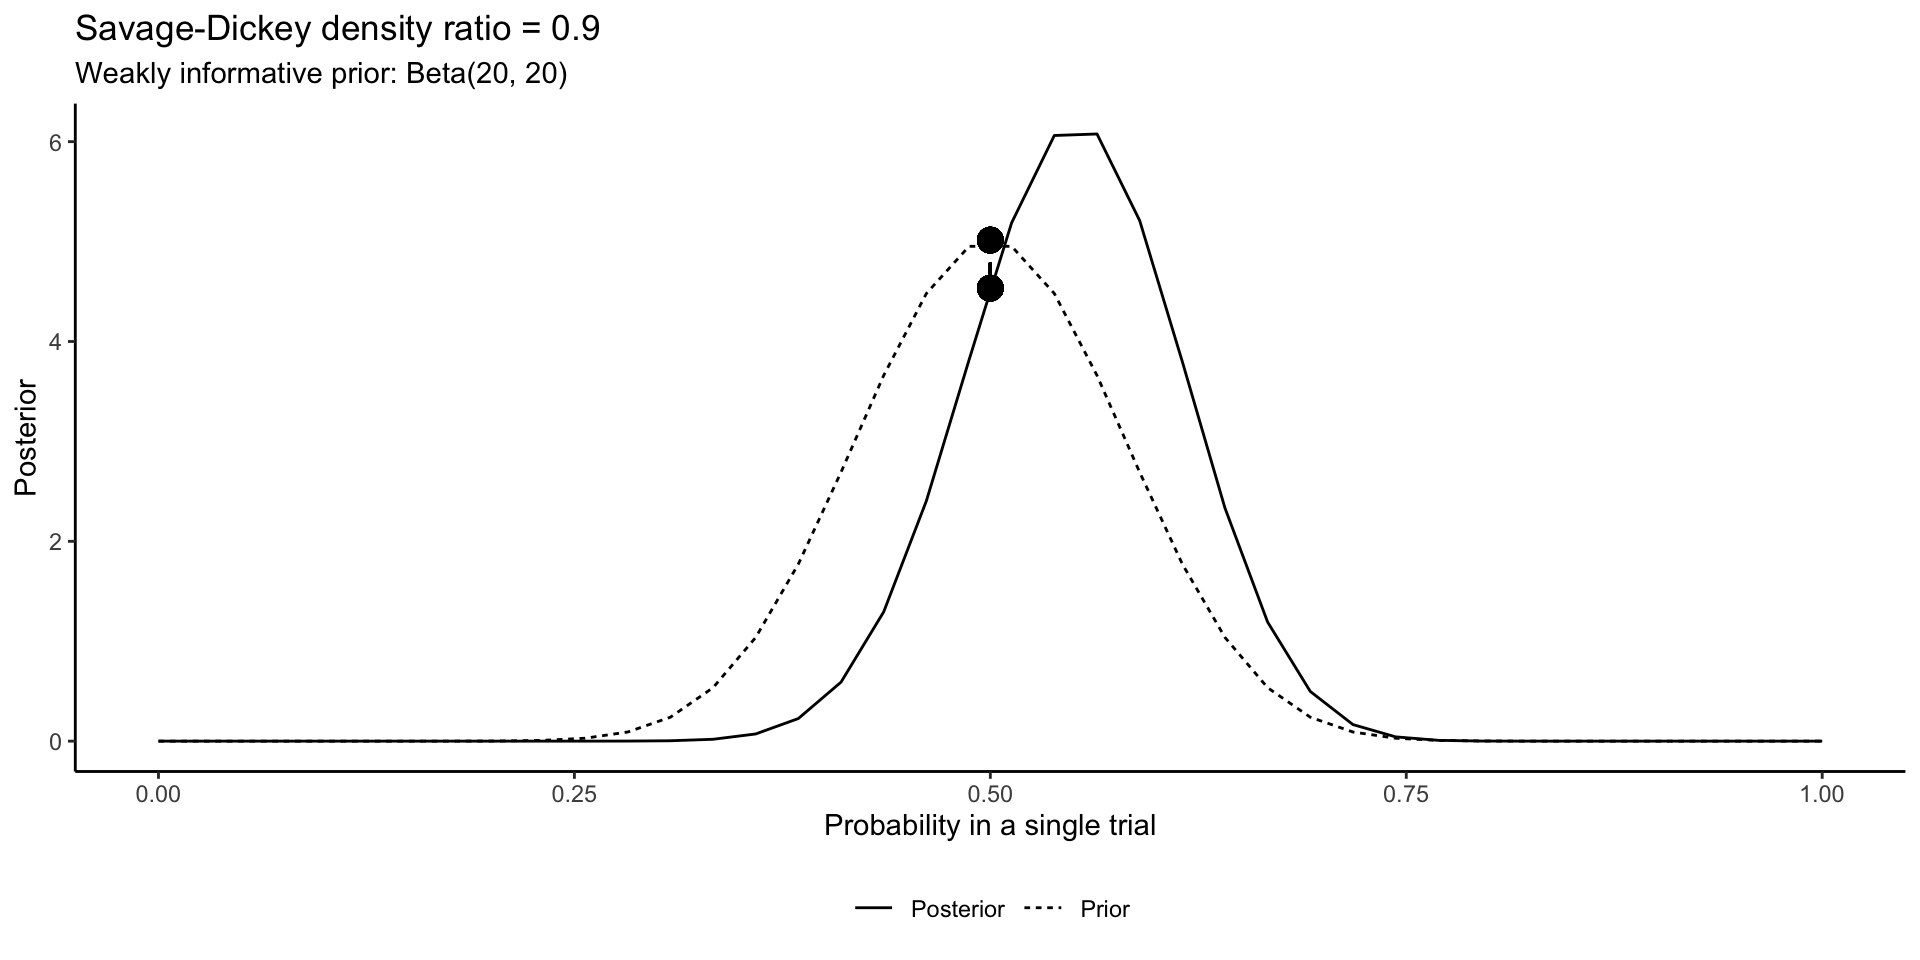 Savage-Dickey density ratio = 0.9
Weakly informative prior: Beta(20, 20)
6
4
2
0
Posterior
0.00 0.25 0.50 0.75 1.00
Probability in a single trial
Posterior Prior